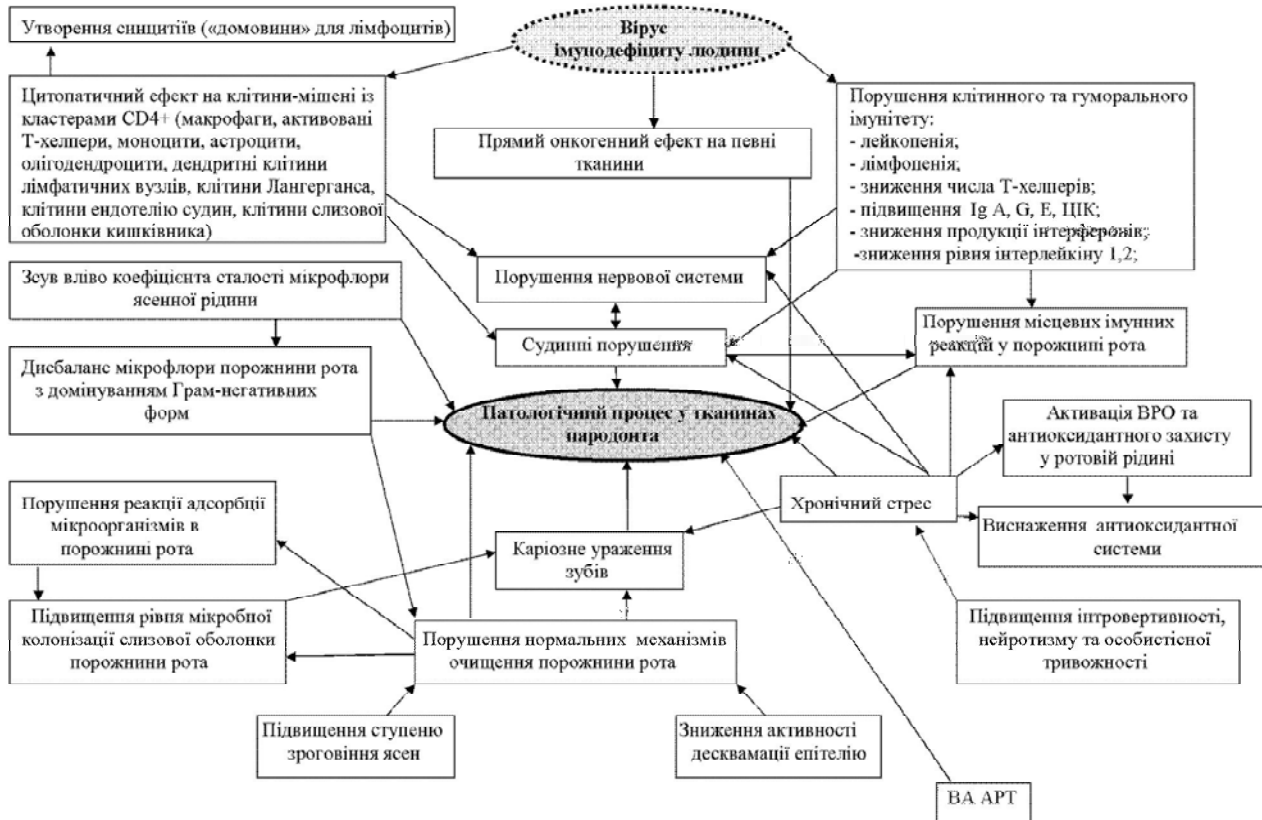 Утворення синцитіїв («домовини» для лімфоцитів)
Вірус
імунодефіциту людини
Цитопатичний ефект на клітини-мішені із
кластерами CD4+ (макрофаги, активовані
Т-хелпери, моноцити, астроцити,
олігодендроцити, дендритні клітини
лімфатичних вузлів, клітини Лангерганса,
клітини ендотелію судин, клітини слизової
оболонки кишківника)
Прямий онкогенний ефект на певні
тканини
Порушення клітинного та гуморального
імунітету:
- лейкопенія;
- лімфопенія;
- зниження числа Т-хелперів;
- підвищення Ig A, G, E, ЦІК;
- зниження продукції інтерферонів;
-зниження рівня інтерлейкіну 1,2;
Зсув вліво коефіцієнта сталості мікрофлори
ясенної рідини
Порушення нервової системи
Судинні порушення
Порушення місцевих імунних
реакцій у порожнині рота
Дисбаланс мікрофлори порожнини рота
з домінуванням Грам-негативних
форм
Патологічний процес у тканинах
пародонта
Активація ВРО та
антиоксидантного захисту
у ротовій рідині
Порушення реакції адсорбції
мікроорганізмів в
порожнині рота
Хронічний стрес
Виснаження антиоксидантної
системи
Каріозне ураження
зубів
Підвищення рівня мікробної
колонізації слизової оболонки
порожнини рота
Порушення нормальних механізмів
очищення порожнини рота
Підвищення інтровертивності,
нейротизму та особистісної
тривожності
Підвищення ступеню
зроговіння ясен
Зниження активності
десквамації епітелію
ВА АРТ